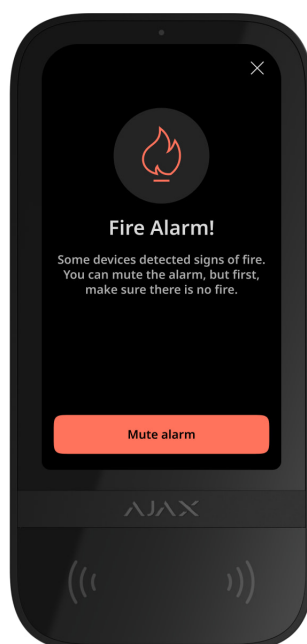 Fire Alarm!
Some devices detected signs of fire.
You can mute the alarm, but first,
make sure there is no fire.
Mute alarm
AJAX